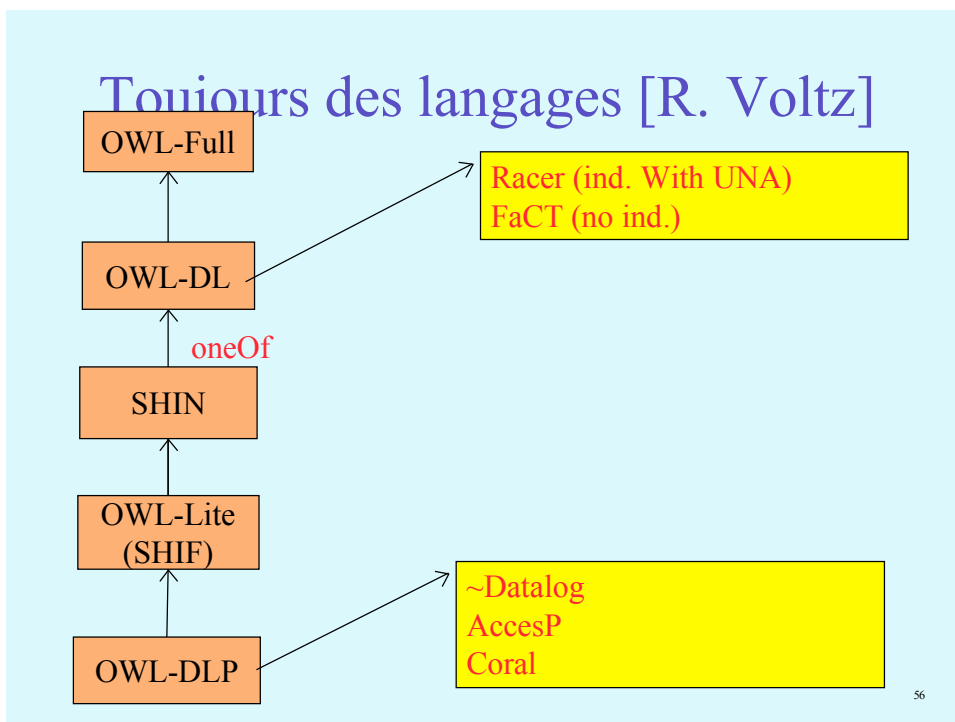 Toujours des langages [R. Voltz]
OWL-Full
Racer (ind. With UNA)
FaCT (no ind.)
OWL-DL
oneOf
SHIN
OWL-Lite
(SHIF)
~Datalog
AccesP
Coral
OWL-DLP
56